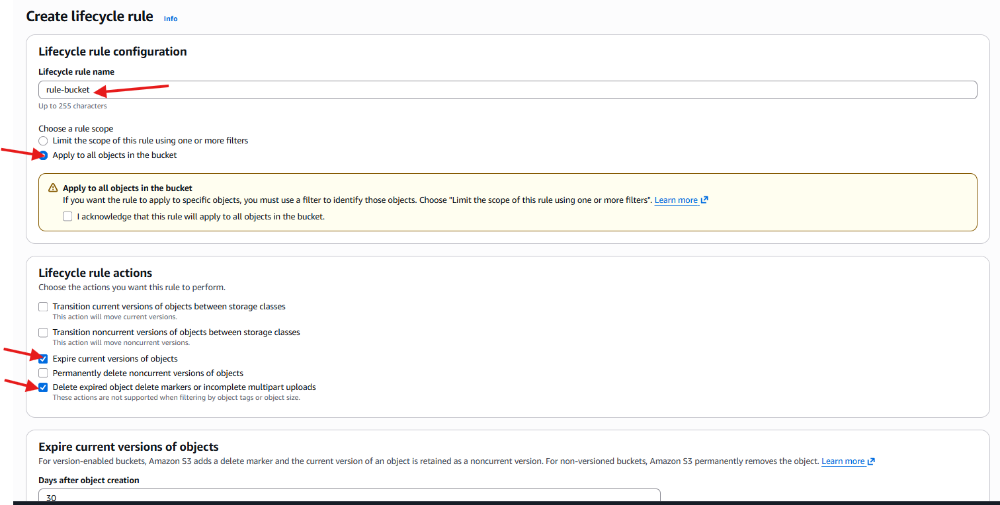 Create lifecycle rule Info
Lifecycle rule configuration
Lifecycle rule name
rule-bucket
Up to 255 characters
Choose a rule scope
Limit the scope of this rule using one or more filters
Apply to all objects in the bucket
Apply to all objects in the bucket
If you want the rule to apply to specific objects, you must use a filter to identify those objects. Choose "Limit the scope of this rule using one or more filters". Learn more
I acknowledge that this rule will apply to all objects in the bucket.
Lifecycle rule actions
Choose the actions you want this rule to perform.
Transition current versions of objects between storage classes
This action will move current versions.
Transition noncurrent versions of objects between storage classes
This action will move noncurrent versions.
Expire current versions of objects
Permanently delete noncurrent versions of objects
Delete expired object delete markers or incomplete multipart uploads
These actions are not supported when filtering by object tags or object size.
Expire current versions of objects
For version-enabled buckets, Amazon S3 adds a delete marker and the current version of an object is retained as a noncurrent version. For non-versioned buckets, Amazon S3 permanently removes the object. Learn more
Days after object creation
30